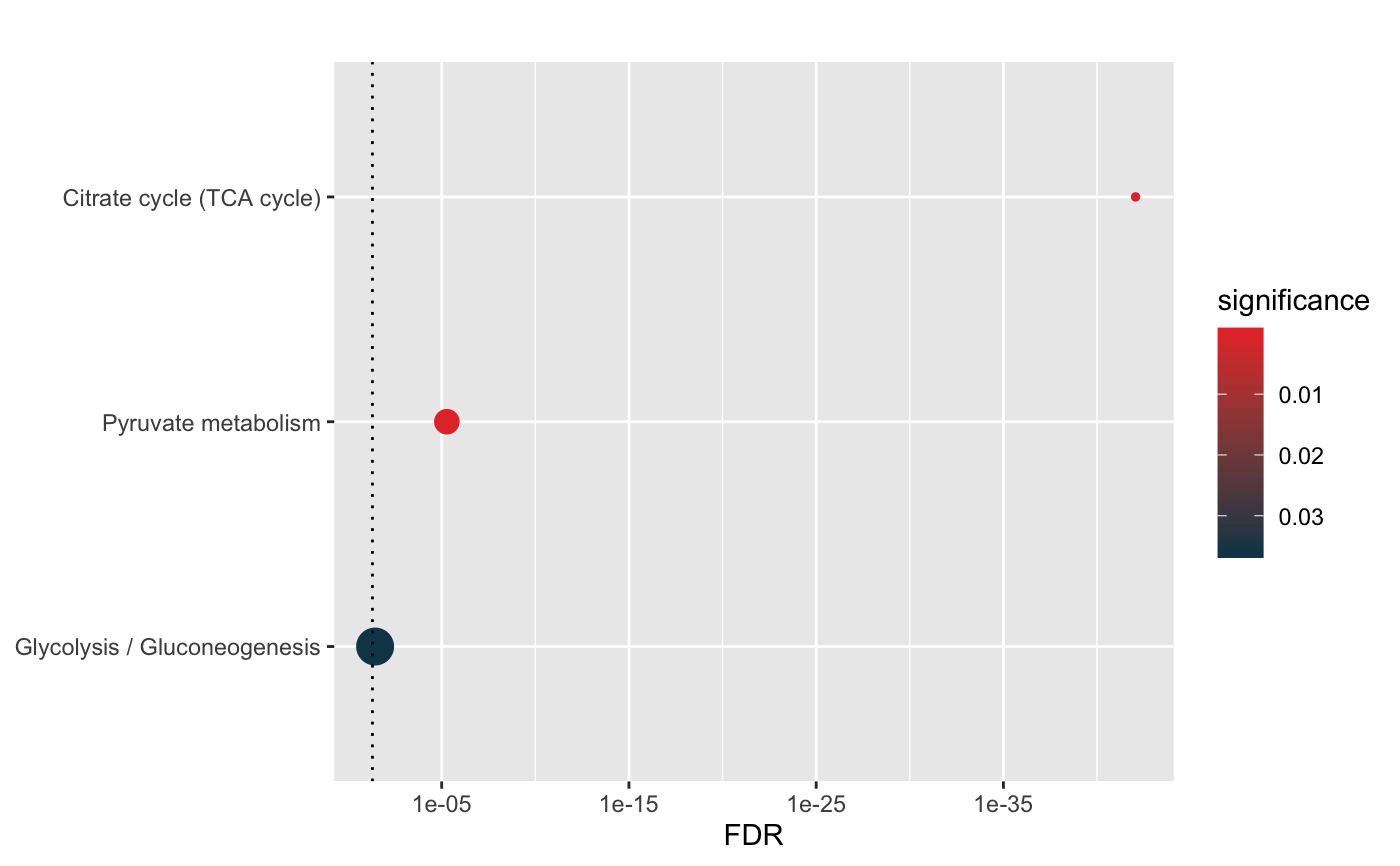 Citrate cycle (TCA cycle)
Pyruvate metabolism
Glycolysis / Gluconeogenesis
1e-05
1e-15
1e-25
1e-35
FDR
significance
0.01
0.02
0.03